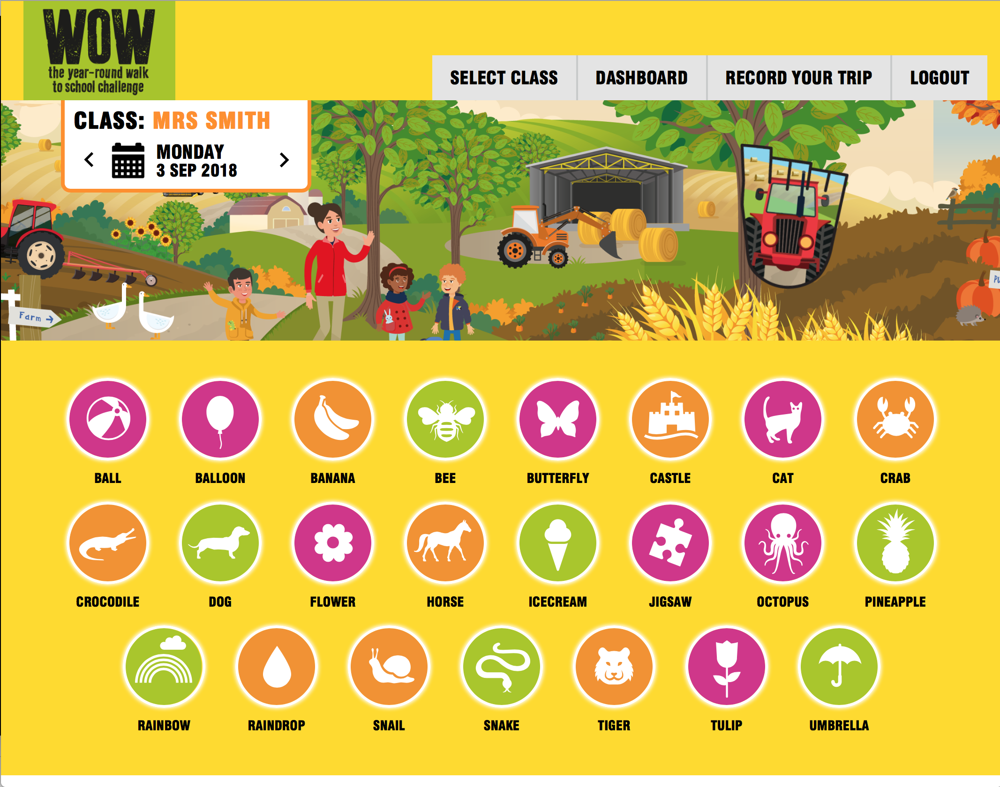 WOW
the year-round walk
to school challenge
SELECT CLASS
DASHBOARD
RECORD YOUR TRIP
LOGOUT
CLASS: MRS SMITH
MONDAY
3 SEP 2018
Farm →
BALL
BALLOON
BANANA
BEE
BUTTERFLY
CASTLE
CAT
CRAB
CROCODILE
DOG
FLOWER
HORSE
ICECREAM
JIGSAW
OCTOPUS
PINEAPPLE
RAINBOW
RAINDROP
SNAIL
SNAKE
TIGER
TULIP
UMBRELLA